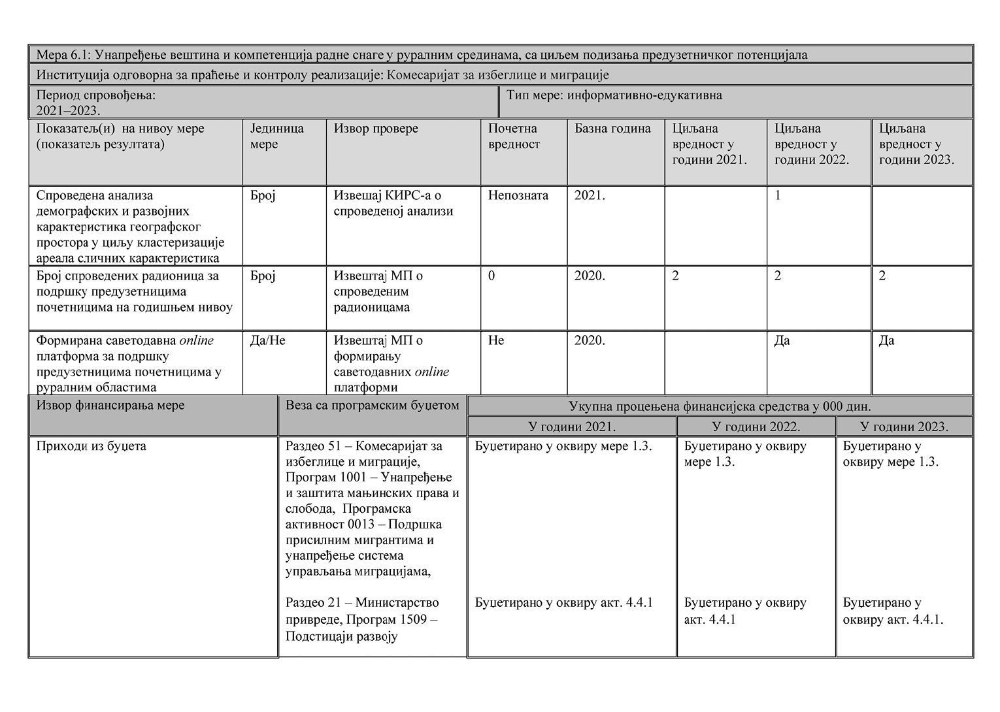 Мера 6.1: Унапређење вештина и компетенција радне снаге у руралним срединама, са циљем подизања предузетничког потенцијала
Институција одговорна за праћење и контролу реализације: Комесаријат за избеглице и миграције
Период спровођења:
2021–2023.
Тип мере: информативно-едукативна
Показатељ(и)  на нивоу мере
(показатељ резултата)
Јединица
мере
Извор провере
Почетна
вредност
Базна година
Циљана
вредност у
години 2021.
Циљана
вредност у
години 2022.
Циљана
вредност у
години 2023.
Спроведена анализа
демографских и развојних
карактеристика географског
простора у циљу кластеризације
ареала сличних карактеристика
Број
Извешај КИРС-а о
спроведеној анализи
Непозната
2021.
1
Број спроведених радионица за
подршку предузетницима
почетницима на годишњем нивоу
Број
Извештај МП о
спроведеним
радионицама
0
2020.
2
2
2
Формирана саветодавна online
платформа за подршку
предузетницима почетницима у
руралним областима
Да/Не
Извештај МП о
формирању
саветодавних online
платформи
Не
2020.
Да
Да
Извор финансирања мере
Веза са програмским буџетом
Укупна процењена финансијска средства у 000 дин.
У години 2021.
У години 2022.
У години 2023.
Приходи из буџета
Раздео 51 – Комесаријат за
избеглице и миграције,
Програм 1001 – Унапређење
и заштита мањинских права и
слобода,  Програмска
активност 0013 – Подршка
присилним мигрантима и
унапређење система
управљања миграцијама,
Буџетирано у оквиру мере 1.3.
Буџетирано у оквиру
мере 1.3.
Буџетирано у
оквиру мере 1.3.
Раздео 21 – Министарство
привреде, Програм 1509 –
Подстицаји развоју
Буџетирано у оквиру акт. 4.4.1
Буџетирано у оквиру
акт. 4.4.1
Буџетирано у
оквиру акт. 4.4.1.